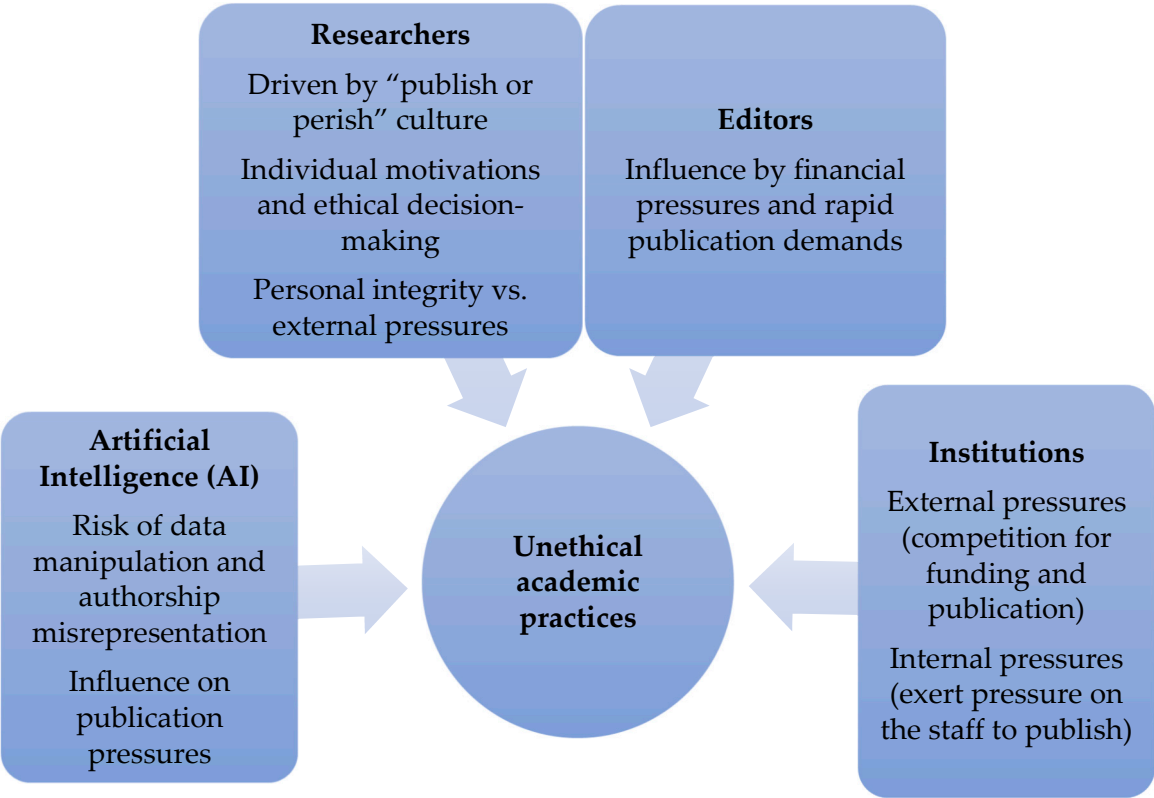 Researchers
Driven by “publish or
perish” culture
Individual motivations
and ethical decision-
making
Personal integrity vs.
external pressures
Editors
Influence by financial
pressures and rapid
publication demands
Artificial
Intelligence (AI)
Risk of data
manipulation and
authorship
misrepresentation
Influence on
publication
pressures
Unethical
academic
practices
Institutions
External pressures
(competition for
funding and
publication)
Internal pressures
(exert pressure on
the staff to publish)